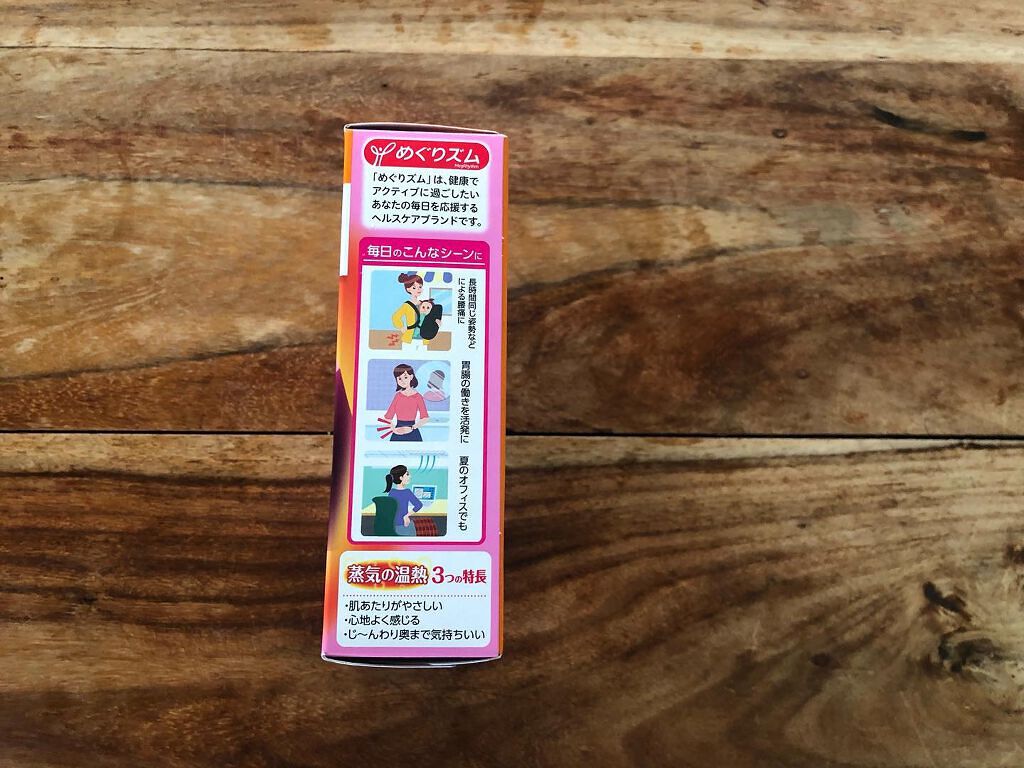 めぐりズム
MegRhythm
「めぐりズム」は、健康で
アクティブに過ごしたい
あなたの毎日を応援する
ヘルスケアブランドです。
毎日のこんなシーンに
長時間同じ姿勢など
による腰痛に
胃腸の働きを活発に
夏のオフィスでも
蒸気の温熱 3つの特長
・肌あたりがやさしい
・心地よく感じる
・じ〜んわり奥まで気持ちいい